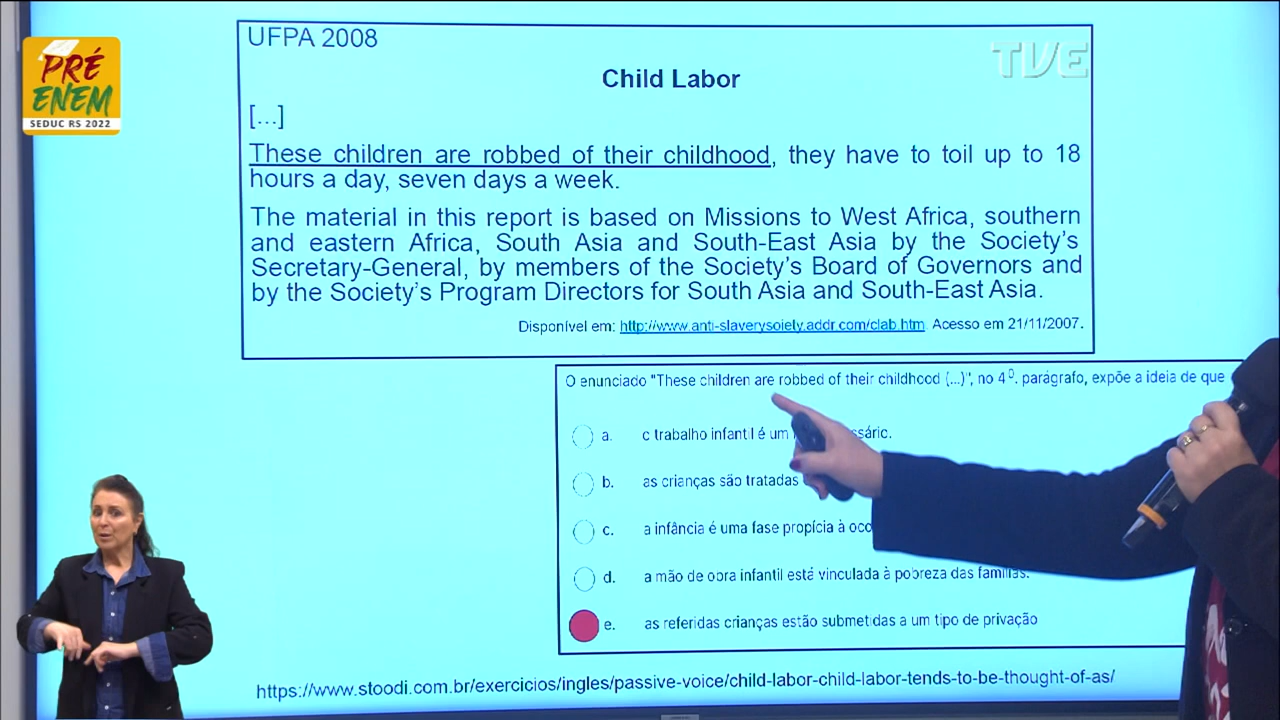 PRÉ
ENEM
SEDUC RS 2022
TVE
UFPA 2008
Child Labor
[...]
These children are robbed of their childhood, they have to toil up to 18
hours a day, seven days a week.
The material in this report is based on Missions to West Africa, southern
and eastern Africa, South Asia and South-East Asia by the Society's
Secretary-General, by members of the Society's Board of Governors and
by the Society's Program Directors for South Asia and South-East Asia.
Disponível em: http://www.anti-slaverysoiety.addr.com/clab.htm. Acesso em 21/11/2007.
O enunciado "These children are robbed of their childhood (...)", no 4º. parágrafo, expõe a ideia de que
a. o trabalho infantil é um
b. as crianças são tratadas
c. a infância é uma fase propícia à
d. a mão de obra infantil está vinculada à pobreza das famílias.
e. as referidas crianças estão submetidas a um tipo de privação
https://www.stoodi.com.br/exercicios/ingles/passive-voice/child-labor-child-labor-tends-to-be-thought-of-as/